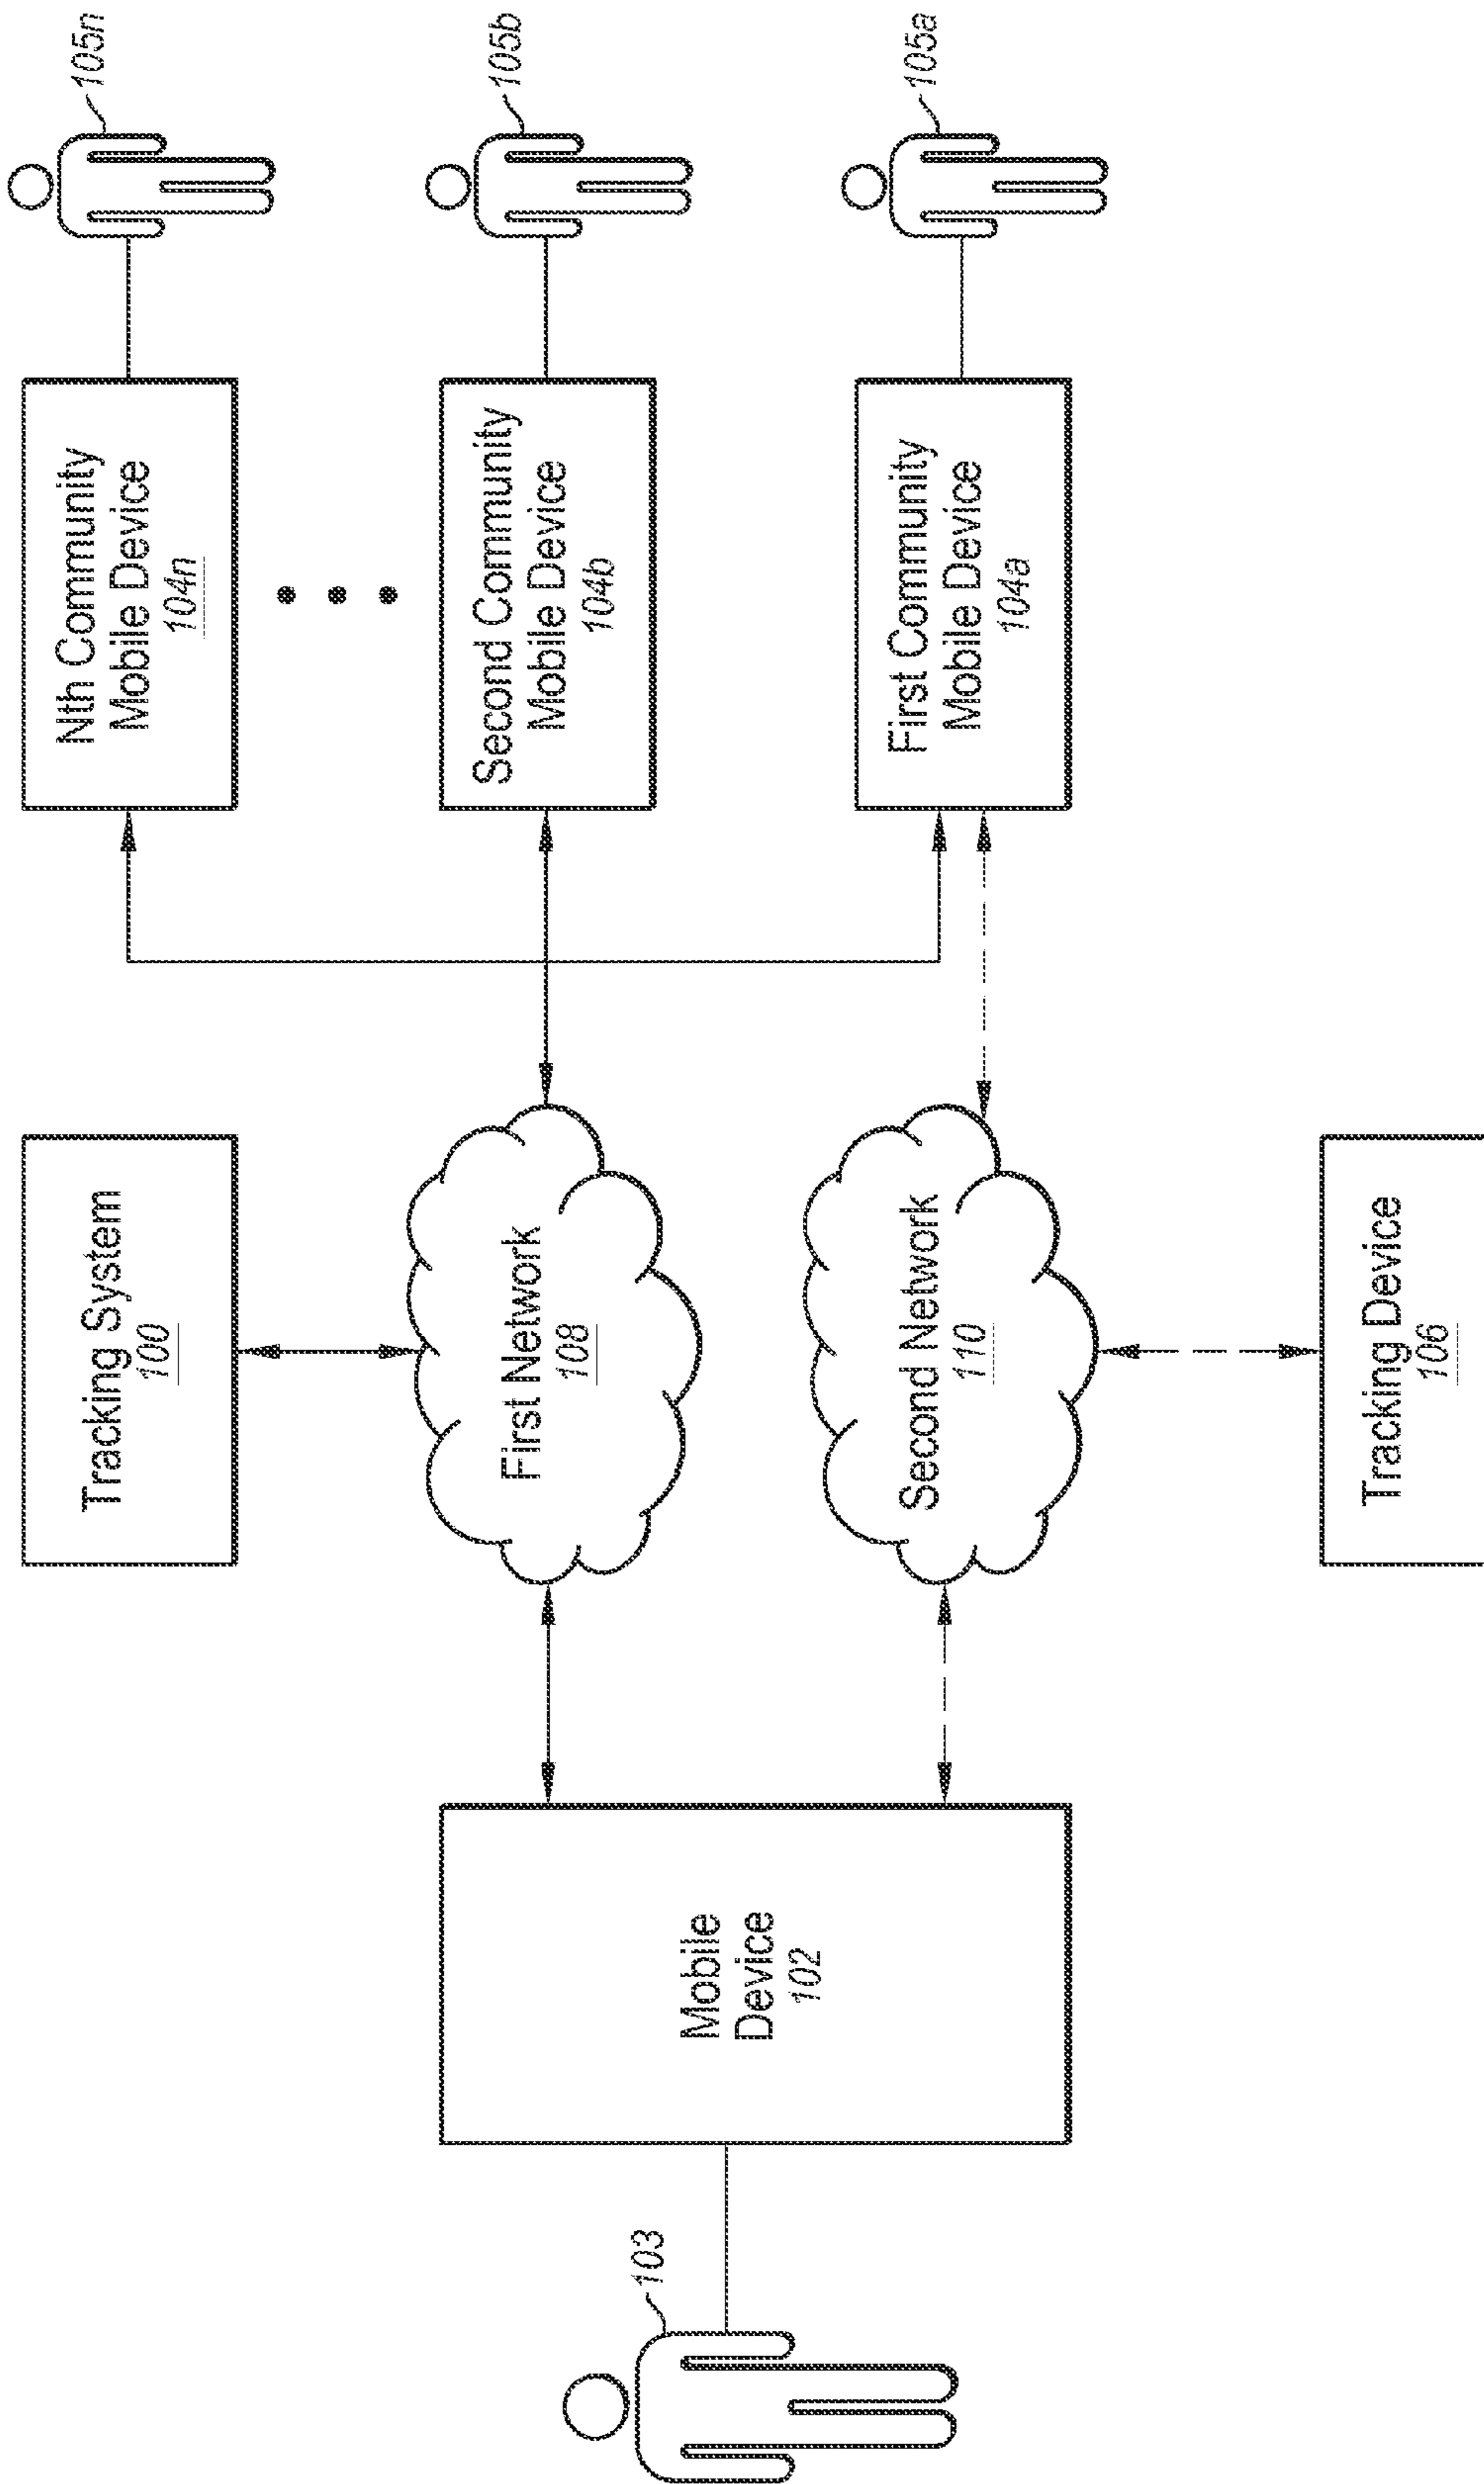 Tracking System
100
Nth Community
Mobile Device
104n
105n
First Network
108
Second Community
Mobile Device
104b
105b
103
Mobile
Device
102
Second Network
110
First Community
Mobile Device
104a
105a
Tracking Device
106